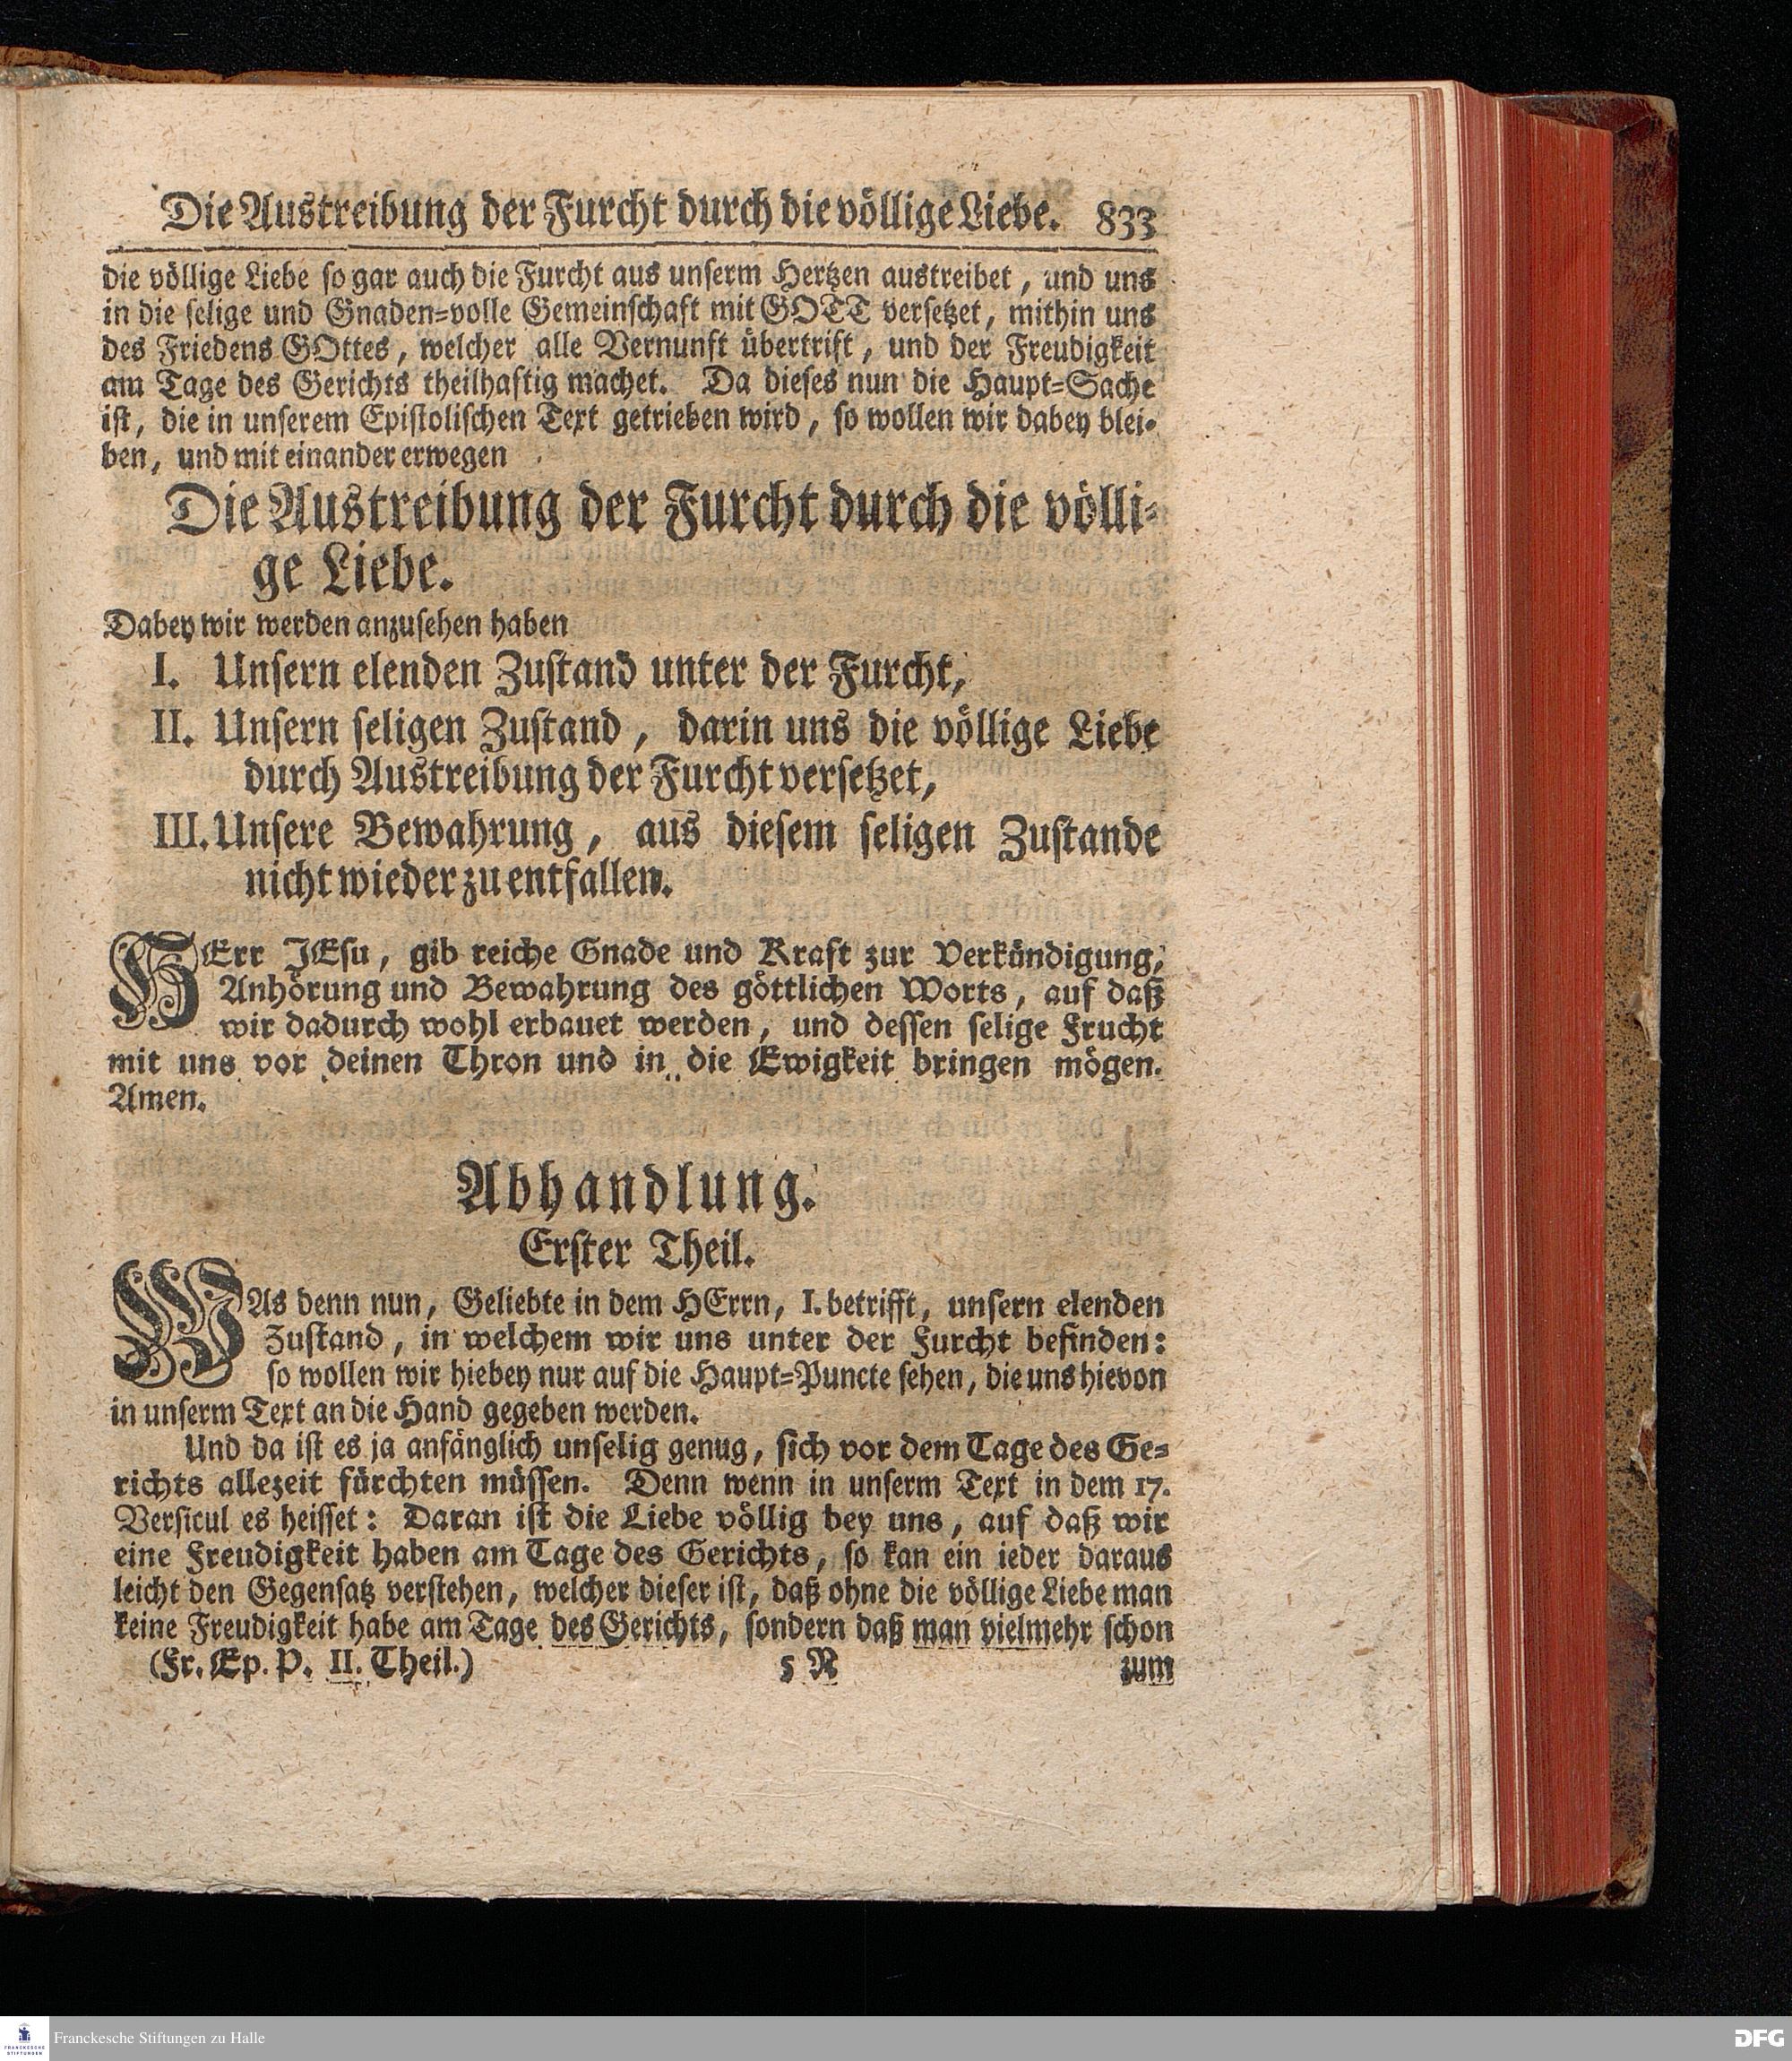 Die Austreibung der Furcht durch die völlige Liebe. 833
die völlige Liebe so gar auch die Furcht aus unserm Hertzen austreibet, und uns
in die selige und Gnaden=volle Gemeinschaft mit GOTT versetzet, mithin uns
des Friedens GOttes, welcher alle Vernunft übertrift, und der Freudigkeit
am Tage des Gerichts theilhaftig machet. Da dieses nun die Haupt=Sache
ist, die in unserem Epistolischen Text getrieben wird, so wollen wir dabey blei=
ben, und mit einander erwegen
Die Austreibung der Furcht durch die völli=
ge Liebe.
Dabey wir werden anzusehen haben
I. Unsern elenden Zustand unter der Furcht,
II. Unsern seligen Zustand, darin uns die völlige Liebe
durch Austreibung der Furcht versetzet,
III. Unsere Bewahrung, aus diesem seligen Zustande
nicht wieder zu entfallen.
HErr JEsu, gib reiche Gnade und Kraft zur Verkündigung,
Anhörung und Bewahrung des göttlichen Worts, auf daß
wir dadurch wohl erbauet werden, und dessen selige Frucht
mit uns vor deinen Thron und in die Ewigkeit bringen mögen.
Amen.
Abhandlung.
Erster Theil.
WAs denn nun, Geliebte in dem HErrn, I. betrifft, unsern elenden
Zustand, in welchem wir uns unter der Furcht befinden:
so wollen wir hiebey nur auf die Haupt=Puncte sehen, die uns hievon
in unserm Text an die Hand gegeben werden.
Und da ist es ja anfänglich unselig genug, sich vor dem Tage des Ge=
richts allezeit fürchten müssen. Denn wenn in unserm Text in dem 17.
Versicul es heisset: Daran ist die Liebe völlig bey uns, auf daß wir
eine Freudigkeit haben am Tage des Gerichts, so kan ein ieder daraus
leicht den Gegensatz verstehen, welcher dieser ist, daß ohne die völlige Liebe man
keine Freudigkeit habe am Tage des Gerichts, sondern daß man vielmehr schon
(Fr. Ep. P. II. Theil.) 5 N zum
Franckesche Stiftungen zu Halle
FRANCKESCHE
STIFTUNGEN
DFG